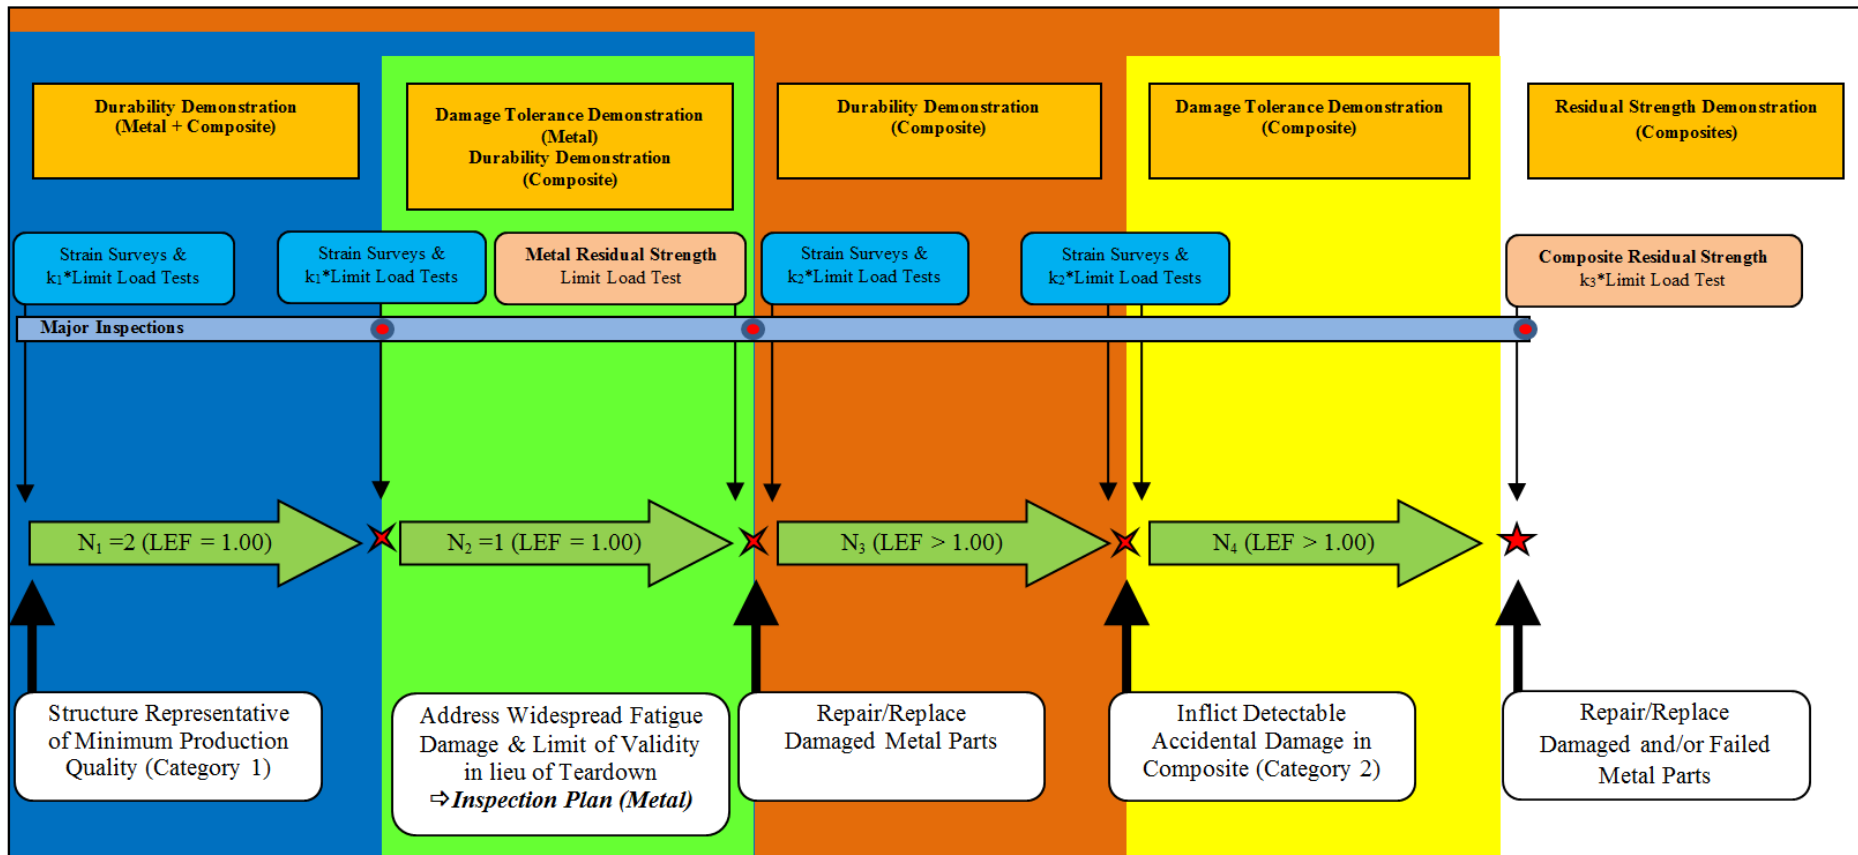 Durability Demonstration
(Metal + Composite)
Damage Tolerance Demonstration
(Metal)
Durability Demonstration
(Composite)
Durability Demonstration
(Composite)
Damage Tolerance Demonstration
(Composite)
Residual Strength Demonstration
(Composites)
Strain Surveys &
k₁*Limit Load Tests
Strain Surveys &
k₁*Limit Load Tests
Metal Residual Strength
Limit Load Test
Strain Surveys &
k₂*Limit Load Tests
Strain Surveys &
k₂*Limit Load Tests
Composite Residual Strength
k₃*Limit Load Test
Major Inspections
N₁ =2 (LEF = 1.00)
N₂ =1 (LEF = 1.00)
N₃ (LEF > 1.00)
N₄ (LEF > 1.00)
Structure Representative
of Minimum Production
Quality (Category 1)
Address Widespread Fatigue
Damage & Limit of Validity
in lieu of Teardown
⇨Inspection Plan (Metal)
Repair/Replace
Damaged Metal Parts
Inflict Detectable
Accidental Damage in
Composite (Category 2)
Repair/Replace
Damaged and/or Failed
Metal Parts